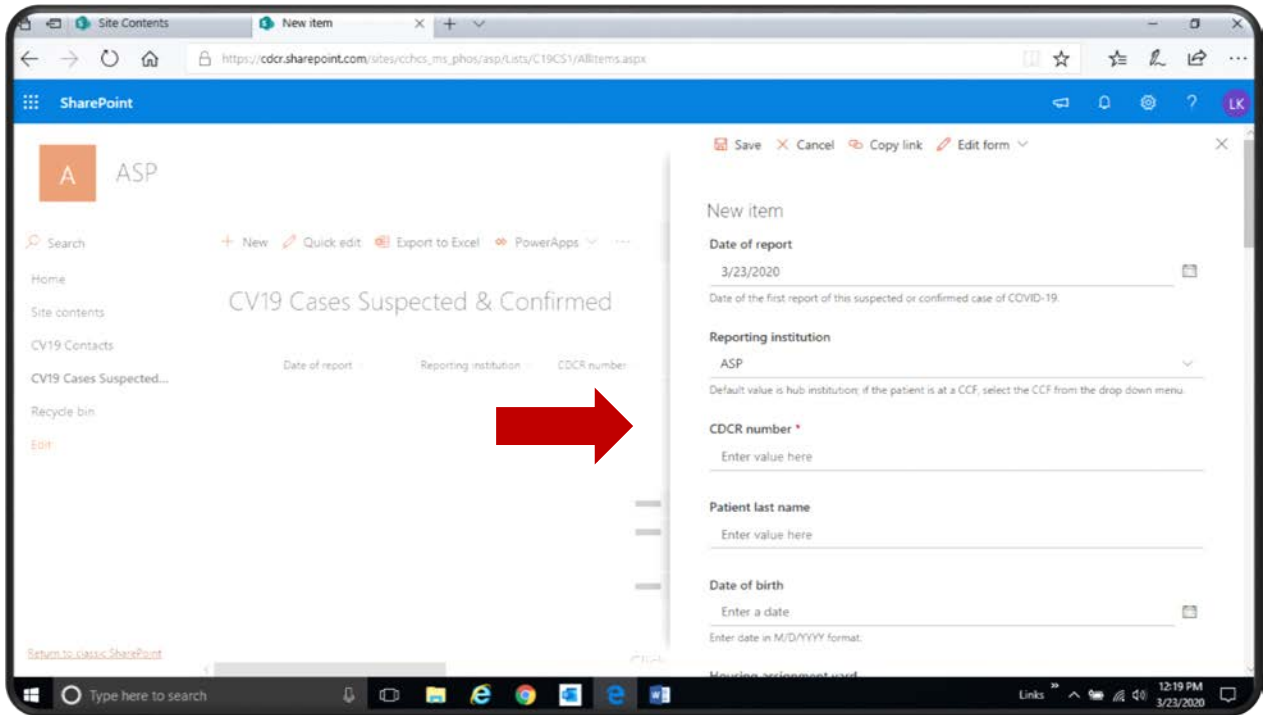 Site Contents
New item
https://cdcr.sharepoint.com/sites/cchcs_ms_phos/asp/Lists/C19CS1/AllItems.aspx
SharePoint
LK
A ASP
Search
Home
Site contents
CV19 Contacts
CV19 Cases Suspected...
Recycle bin
Edit
Return to classic SharePoint
New Quick edit Export to Excel PowerApps
CV19 Cases Suspected & Confirmed
Date of report Reporting institution CDCR number
Save Cancel Copy link Edit form
New item
Date of report
3/23/2020
Date of the first report of this suspected or confirmed case of COVID-19.
Reporting institution
ASP
Default value is hub institution; if the patient is at a CCF, select the CCF from the drop down menu.
CDCR number *
Enter value here
Patient last name
Enter value here
Date of birth
Enter a date
Enter date in M/D/YYYY format.
Housing assignment yard
Type here to search
Links
12:19 PM
3/23/2020